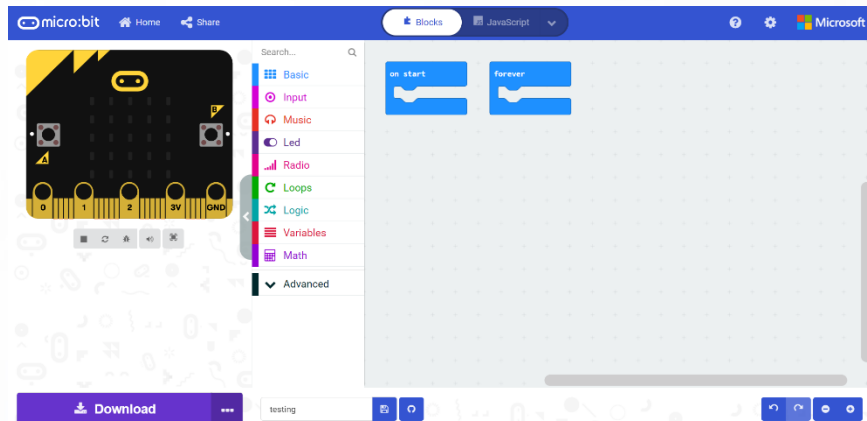 micro:bit Home Share Blocks JavaScript ? Microsoft
Search...
Basic
Input
Music
Led
Radio
Loops
Logic
Variables
Math
Advanced
on start forever
B
A
0 1 2 3V GND
Download ... testing